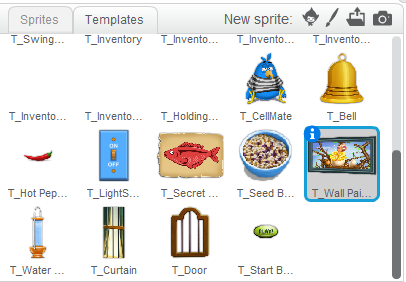 Sprites Templates New sprite:
T_Swing... T_Inventory T_Invento... T_Invento... T_Invento...
T_Invento... T_Invento... T_Holding... T_CellMate T_Bell
ON
T_Hot Pep... T_LightS... T_Secret ... T_Seed B... T_Wall Pai...
PLAY!
T_Water ... T_Curtain T_Door T_Start B...